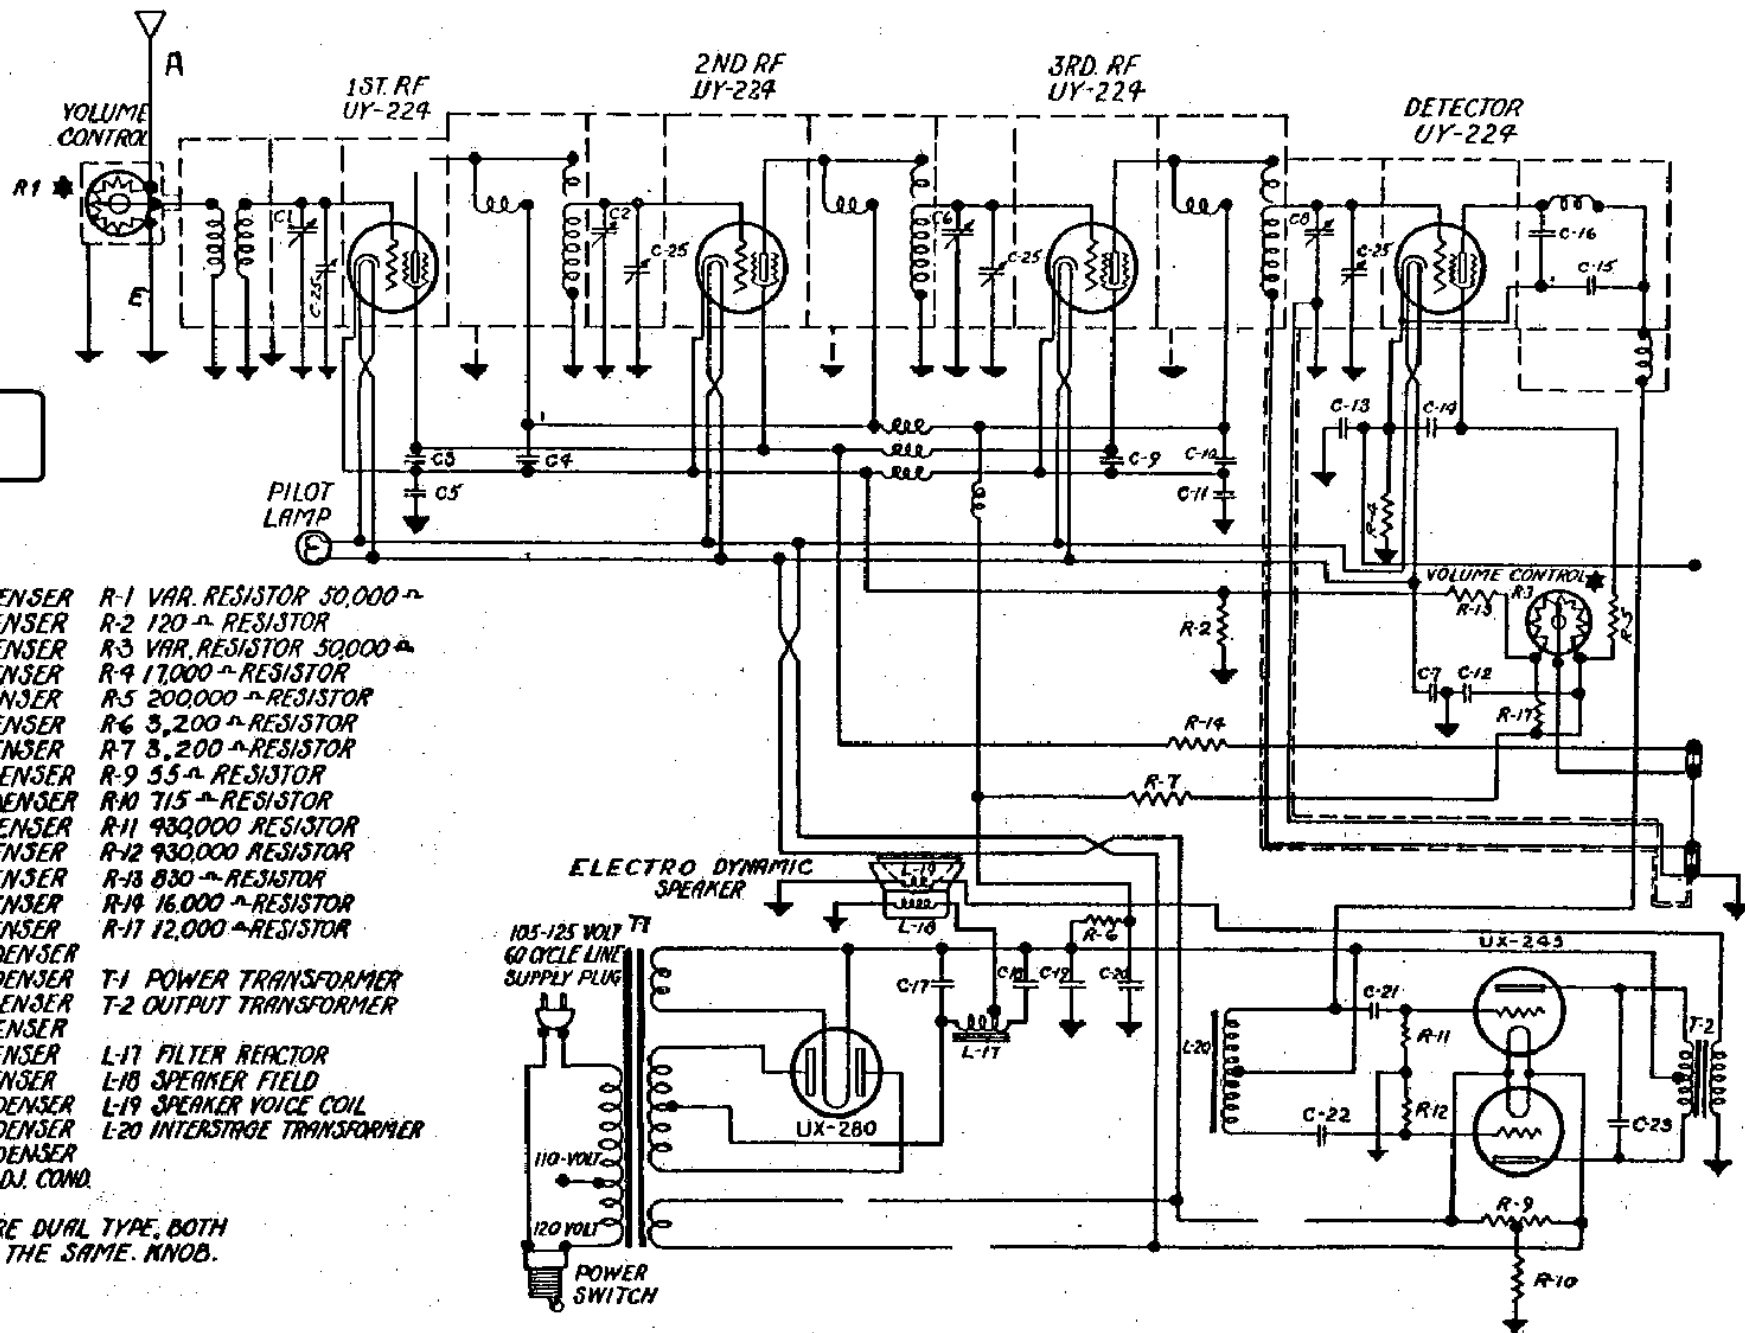 A
VOLUME
CONTROL
R1
E
1ST. RF
UY-224
2ND RF
UY-224
3RD. RF
UY-224
DETECTOR
UY-224
C1
C-25
C2
C-25
C6
C-25
C8
C-25
C-16
C-15
C3
C4
C5
C-9
C-10
C-11
C-13
C-14
R-4
PILOT
LAMP
VOLUME CONTROL
R-3
R-13
R-5
R-2
C-7
C-12
R-17
R-14
R-7
ENSER R-1 VAR. RESISTOR 50,000 Ω
ENSER R-2 120 Ω RESISTOR
ENSER R-3 VAR. RESISTOR 50,000 Ω
NSER R-4 17,000 Ω RESISTOR
NSER R-5 200,000 Ω RESISTOR
ENSER R-6 3,200 Ω RESISTOR
NSER R-7 3,200 Ω RESISTOR
ENSER R-9 55 Ω RESISTOR
DENSER R-10 715 Ω RESISTOR
ENSER R-11 430,000 RESISTOR
ENSER R-12 430,000 RESISTOR
NSER R-13 830 Ω RESISTOR
ENSER R-14 16,000 Ω RESISTOR
ENSER R-17 12,000 Ω RESISTOR
DENSER
DENSER T-1 POWER TRANSFORMER
DENSER T-2 OUTPUT TRANSFORMER
ENSER
ENSER L-17 FILTER REACTOR
NSER L-18 SPEAKER FIELD
DENSER L-19 SPEAKER VOICE COIL
DENSER L-20 INTERSTAGE TRANSFORMER
DENSER
DJ. COND.
RE DUAL TYPE, BOTH
THE SAME. KNOB.
ELECTRO DYNAMIC
SPEAKER
L-19
L-18
105-125 VOLT
60 CYCLE LINE
SUPPLY PLUG
T1
R-6
C-17
C-18
C-19
C-20
L-17
UX-280
110-VOLT
120 VOLT
POWER
SWITCH
UX-245
C-21
R-11
L-20
R-12
C-22
C-23
T-2
R-9
R-10